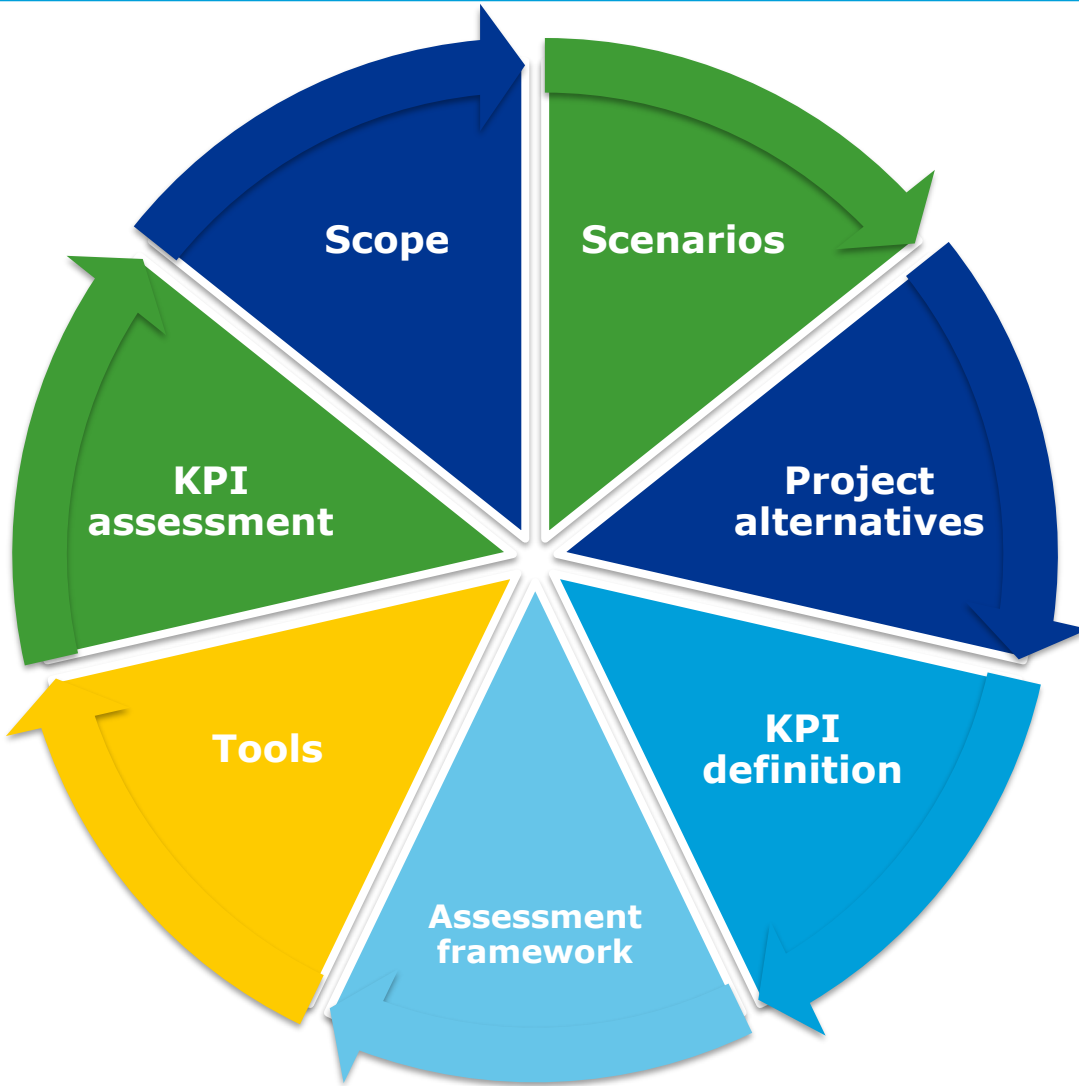 Scope
Scenarios
Project
alternatives
KPI
definition
Assessment
framework
Tools
KPI
assessment